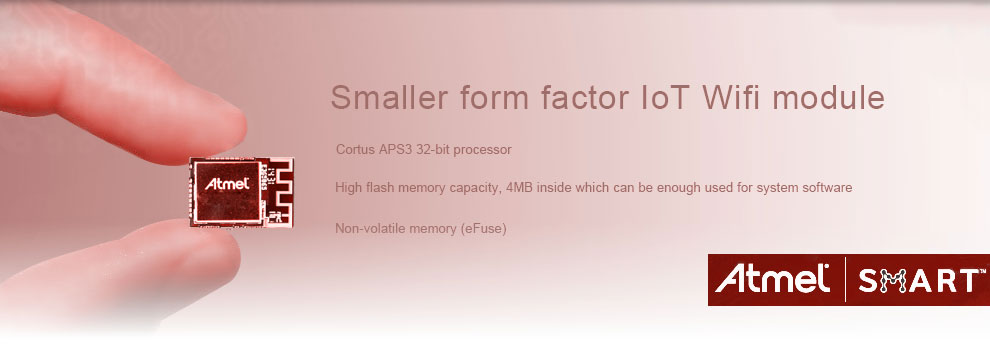 Smaller form factor IoT Wifi module
Cortus APS3 32-bit processor
Atmel
High flash memory capacity, 4MB inside which can be enough used for system software
Non-volatile memory (eFuse)
Atmel SMART™